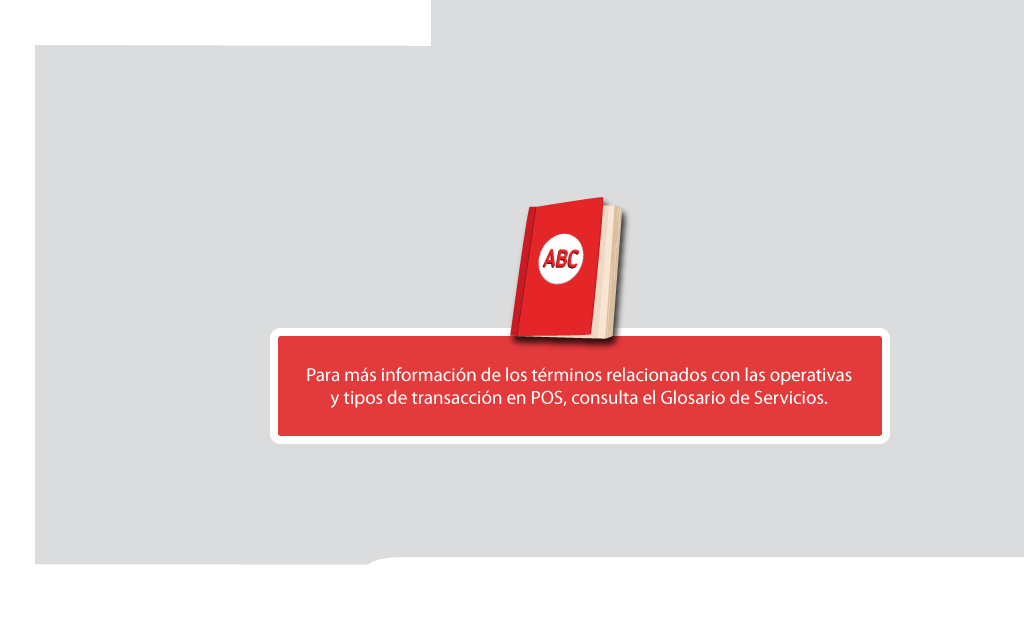 ABC
Para más información de los términos relacionados con las operativas
y tipos de transacción en POS, consulta el Glosario de Servicios.